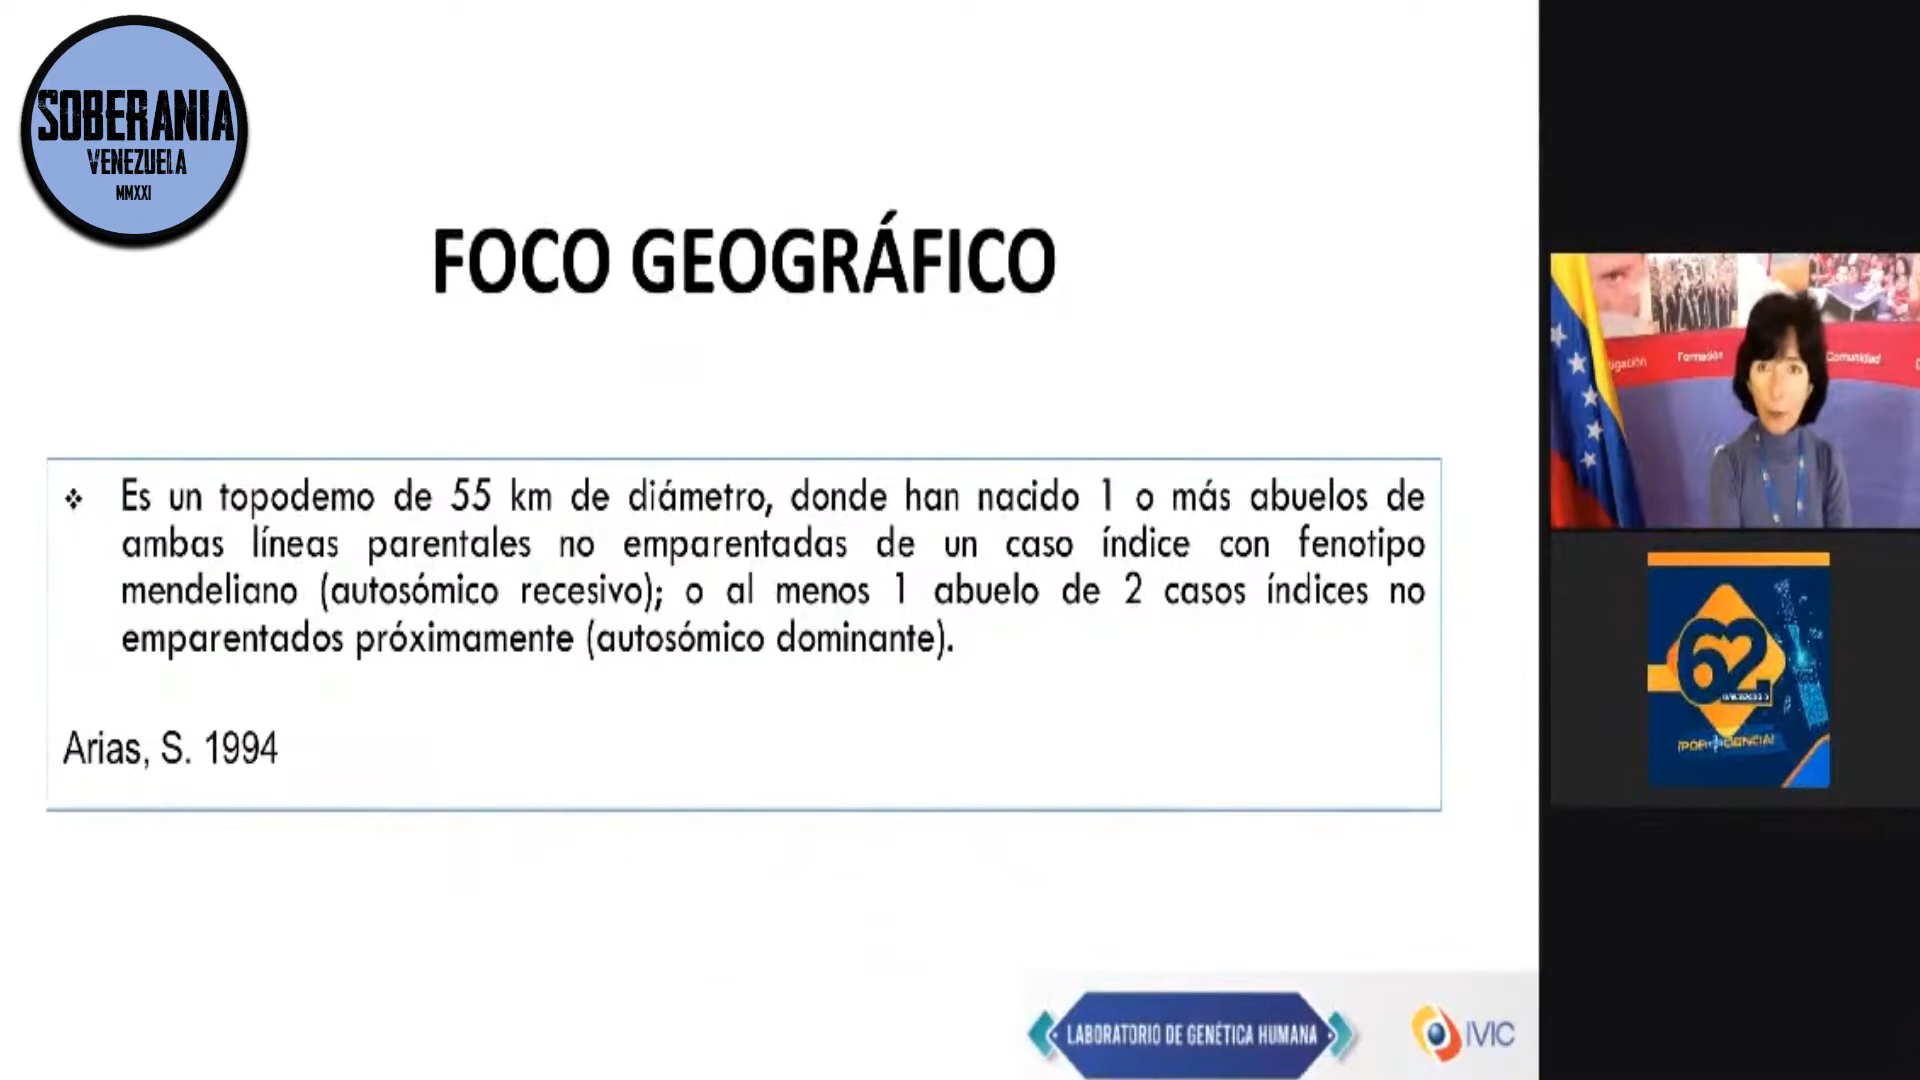 SOBERANIA
VENEZUELA
MMXXI
FOCO GEOGRÁFICO
❖ Es un topodemo de 55 km de diámetro, donde han nacido 1 o más abuelos de
ambas líneas parentales no emparentadas de un caso índice con fenotipo
mendeliano (autosómico recesivo); o al menos 1 abuelo de 2 casos índices no
emparentados próximamente (autosómico dominante).
Arias, S. 1994
LABORATORIO DE GENÉTICA HUMANA
IVIC
Formación
Comunidad
62